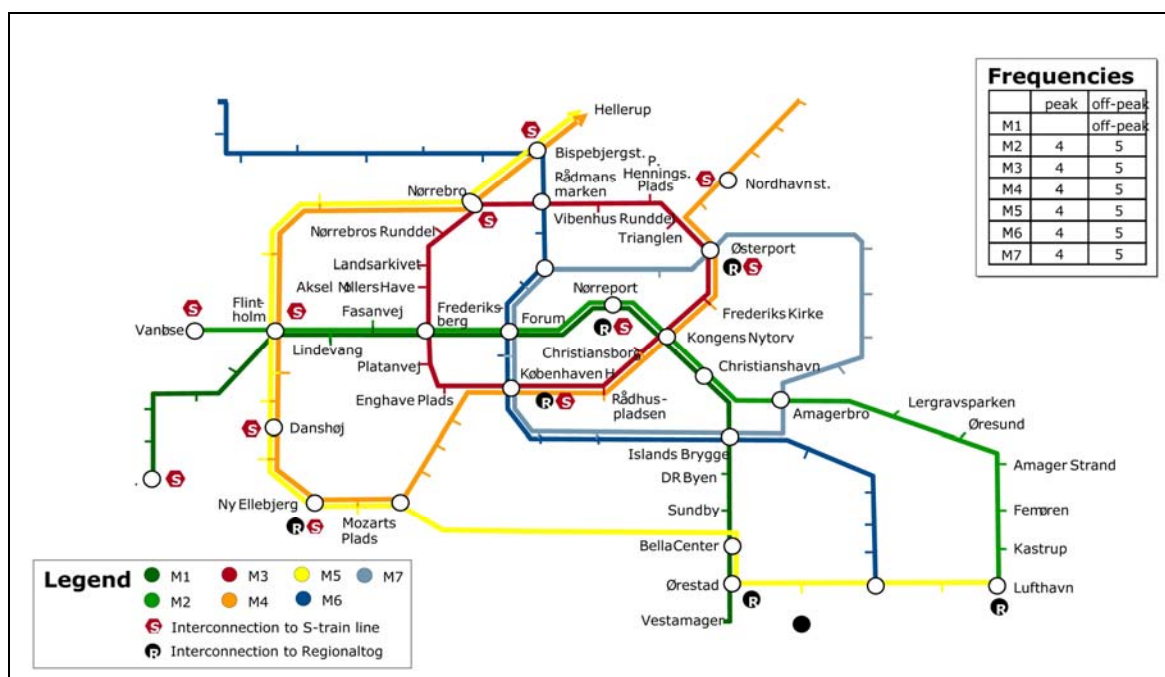 Frequencies
peak off-peak
M1 off-peak
M2 4 5
M3 4 5
M4 4 5
M5 4 5
M6 4 5
M7 4 5
Hellerup
S
Bispebjergst.
P.
Hennings.
Plads
S
Nordhavnst.
Nørrebro
Rådmans
marken
S
Vibenhus Runddel
Nørrebros Runddel
Trianglen
Østerport
R S
Landsarkivet
Aksel Møllers Have
Nørreport
S
Flint-
holm
S
Fasanvej
Frederiks-
berg
Forum
R S
Frederiks Kirke
Vanløse
Lindevang
Christiansborg
Kongens Nytorv
Platanvej
København H
Christianshavn
Enghave Plads
R S
Rådhus-
pladsen
Amagerbro
Lergravsparken
Øresund
S
Danshøj
Islands Brygge
DR Byen
Amager Strand
. S
Ny Ellebjerg
Sundby
Femøren
R S
Mozarts
Plads
BellaCenter
Kastrup
Ørestad
R
Lufthavn
R
Vestamager
Legend
M1 M3 M5 M7
M2 M4 M6
S Interconnection to S-train line
R Interconnection to Regionaltog